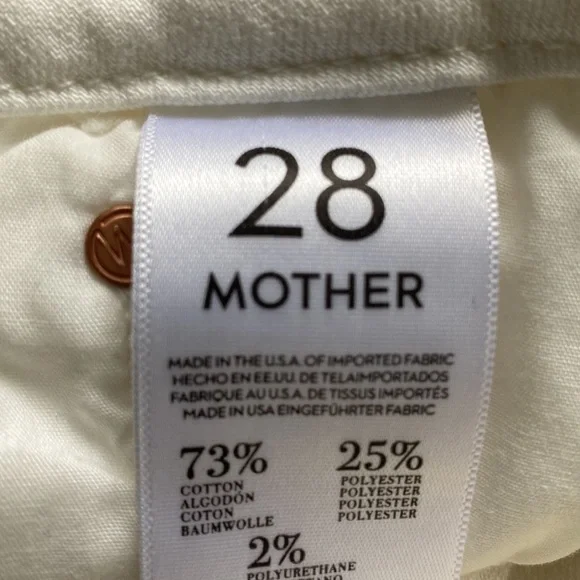 28
MOTHER
MADE IN THE U.S.A. OF IMPORTED FABRIC
HECHO EN EE.UU. DE TELAIMPORTADOS
FABRIQUE AU U.S.A. DE TISSUS IMPORTÉS
MADE IN USA EINGEFÜHRTER FABRIC
73%
COTTON
ALGODÓN
COTON
BAUMWOLLE
25%
POLYESTER
POLYESTER
POLYESTER
POLYESTER
2%
POLYURETHANE